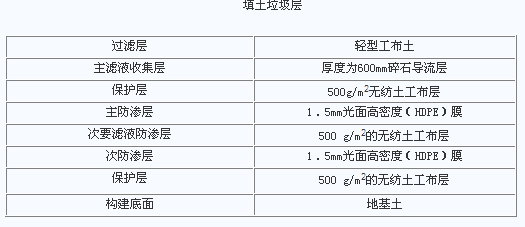 填土垃圾层
过滤层 轻型工布土
主滤液收集层 厚度为600mm碎石导流层
保护层 500g/m²无纺土工布层
主防渗层 1.5mm光面高密度(HDPE)膜
次要滤液防渗层 500 g/m²的无纺土工布层
次防渗层 1.5mm光面高密度(HDPE)膜
保护层 500 g/m²的无纺土工布层
构建底面 地基土